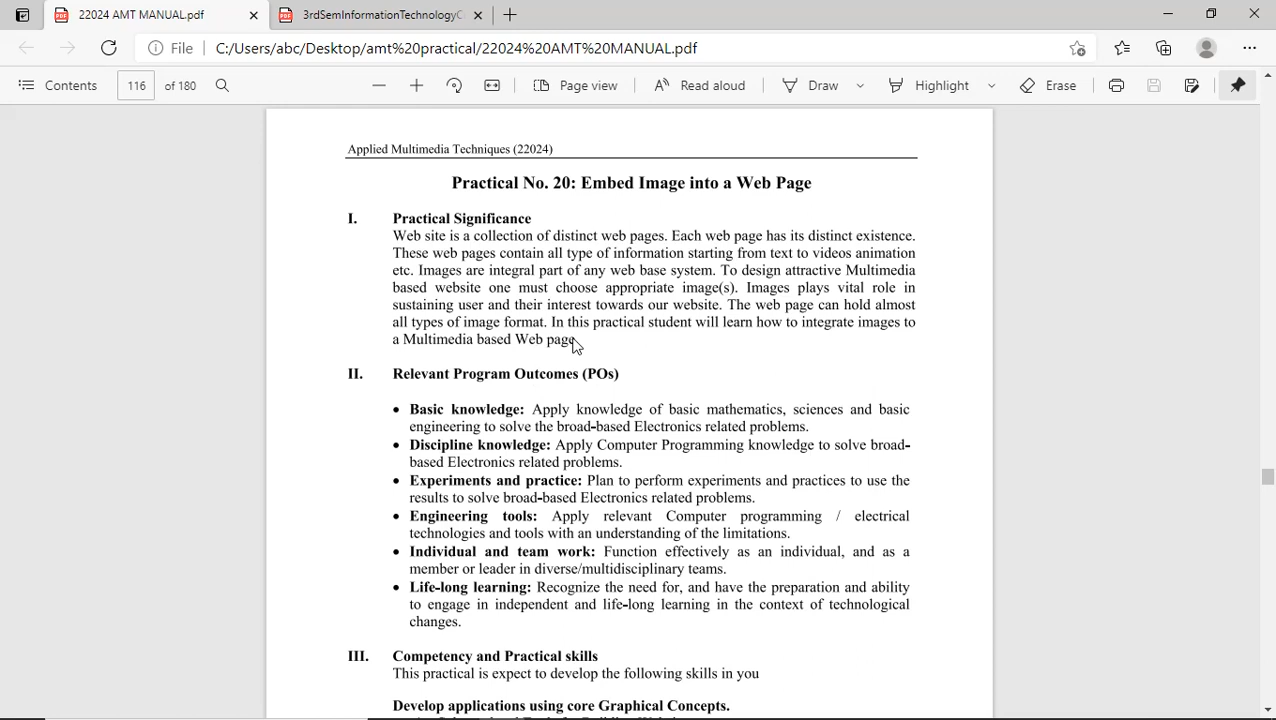 22024 AMT MANUAL.pdf
3rdSemInformationTechnologyC
File
C:/Users/abc/Desktop/amt%20practical/22024%20AMT%20MANUAL.pdf
Contents
116 of 180
Page view
Read aloud
Draw
Highlight
Erase
Applied Multimedia Techniques (22024)
Practical No. 20: Embed Image into a Web Page
I. Practical Significance
Web site is a collection of distinct web pages. Each web page has its distinct existence.
These web pages contain all type of information starting from text to videos animation
etc. Images are integral part of any web base system. To design attractive Multimedia
based website one must choose appropriate image(s). Images plays vital role in
sustaining user and their interest towards our website. The web page can hold almost
all types of image format. In this practical student will learn how to integrate images to
a Multimedia based Web page
II. Relevant Program Outcomes (POs)
• Basic knowledge: Apply knowledge of basic mathematics, sciences and basic
engineering to solve the broad-based Electronics related problems.
• Discipline knowledge: Apply Computer Programming knowledge to solve broad-
based Electronics related problems.
• Experiments and practice: Plan to perform experiments and practices to use the
results to solve broad-based Electronics related problems.
• Engineering tools: Apply relevant Computer programming / electrical
technologies and tools with an understanding of the limitations.
• Individual and team work: Function effectively as an individual, and as a
member or leader in diverse/multidisciplinary teams.
• Life-long learning: Recognize the need for, and have the preparation and ability
to engage in independent and life-long learning in the context of technological
changes.
III. Competency and Practical skills
This practical is expect to develop the following skills in you
Develop applications using core Graphical Concepts.